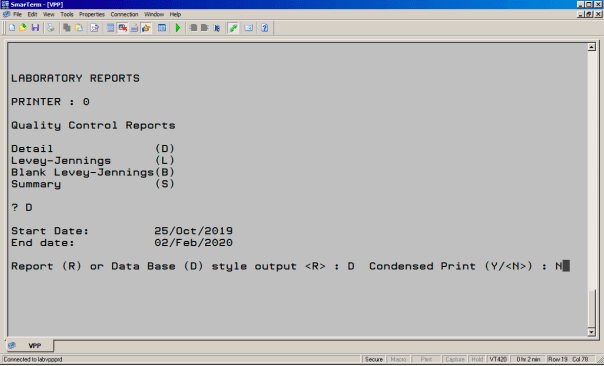 SmarTerm - [VPP]
File Edit View Tools Properties Connection Window Help
LABORATORY REPORTS
PRINTER : 0
Quality Control Reports
Detail (D)
Levey-Jennings (L)
Blank Levey-Jennings(B)
Summary (S)
? D
Start Date: 25/Oct/2019
End date: 02/Feb/2020
Report (R) or Data Base (D) style output <R> : D Condensed Print (Y/<N>) : N
VPP
Connected to labvppprd Secure Macro Print Capture Hold VT420 0 hr 2 min Row 19 Col 78